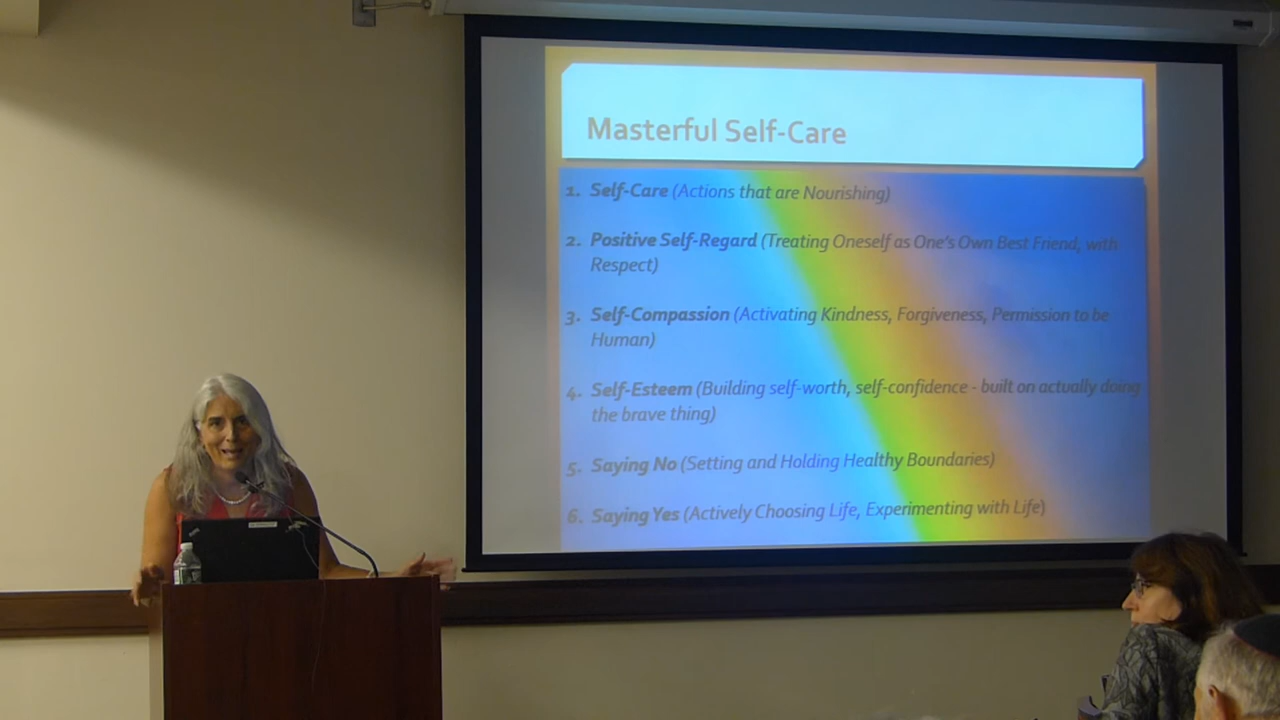 Masterful Self-Care
1. Self-Care (Actions that are Nourishing)
2. Positive Self-Regard (Treating Oneself as One's Own Best Friend, with
Respect)
3. Self-Compassion (Activating Kindness, Forgiveness, Permission to be
Human)
4. Self-Esteem (Building self-worth, self-confidence - built on actually doing
the brave thing)
5. Saying No (Setting and Holding Healthy Boundaries)
6. Saying Yes (Actively Choosing Life, Experimenting with Life)